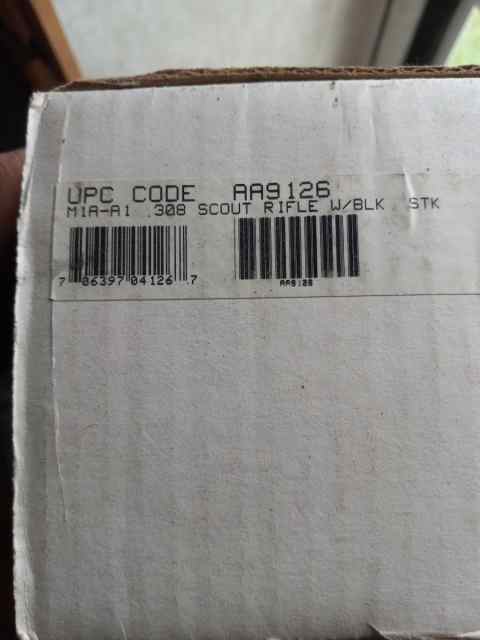 UPC CODE AA9126
M1A-A1 .308 SCOUT RIFLE W/BLK STK
7 06397 04126 7
AA9126